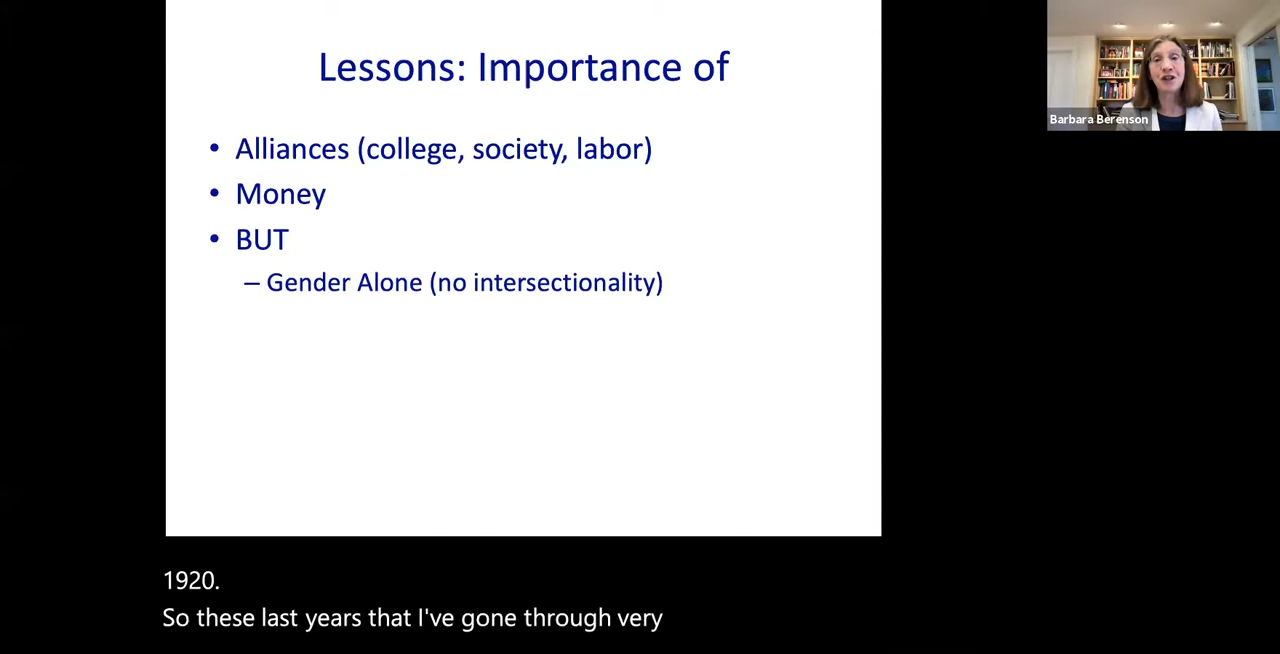 Lessons: Importance of
• Alliances (college, society, labor)
• Money
• BUT
– Gender Alone (no intersectionality)
Barbara Berenson
1920.
So these last years that I've gone through very